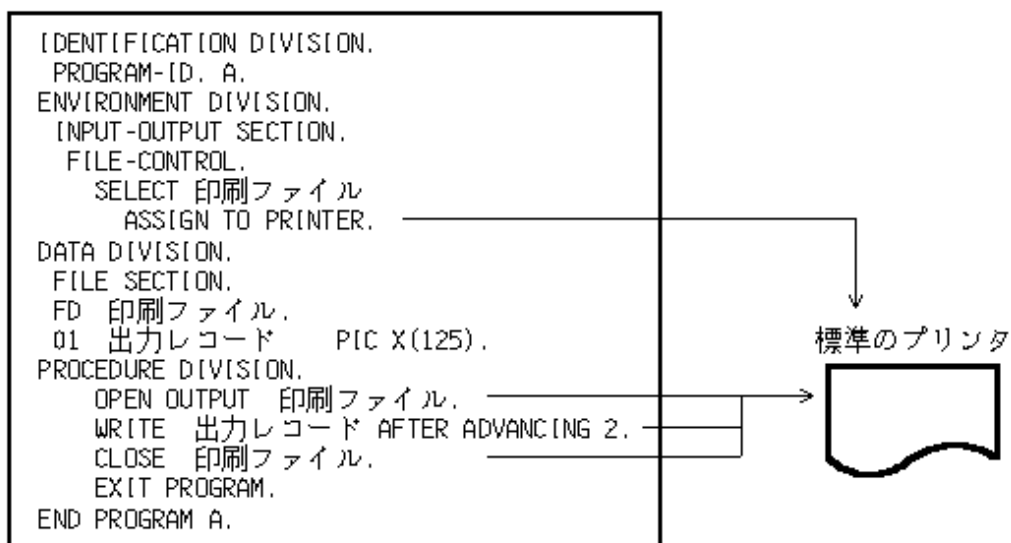 IDENTIFICATION DIVISION.
PROGRAM-ID. A.
ENVIRONMENT DIVISION.
INPUT-OUTPUT SECTION.
FILE-CONTROL.
SELECT 印刷ファイル
ASSIGN TO PRINTER.
DATA DIVISION.
FILE SECTION.
FD 印刷ファイル.
01 出力レコード PIC X(125).
PROCEDURE DIVISION.
OPEN OUTPUT 印刷ファイル.
WRITE 出力レコード AFTER ADVANCING 2.
CLOSE 印刷ファイル.
EXIT PROGRAM.
END PROGRAM A.
標準のプリンタ